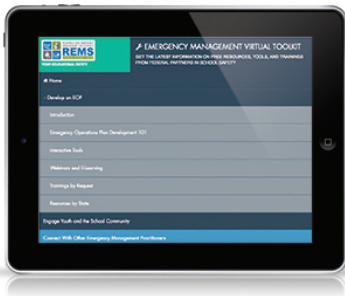 REMS
EMERGENCY MANAGEMENT VIRTUAL TOOLKIT
GET THE LATEST INFORMATION ON FREE RESOURCES, TOOLS, AND TRAININGS
FROM FEDERAL PARTNERS IN SCHOOL SAFETY
Home
- Develop an EOP
Introduction
Emergency Operations Plan Development 101
Interactive Tools
Webinars and E-learning
Trainings by Request
Resources by State
Engage Youth and the School Community
Connect With Other Emergency Management Practitioners